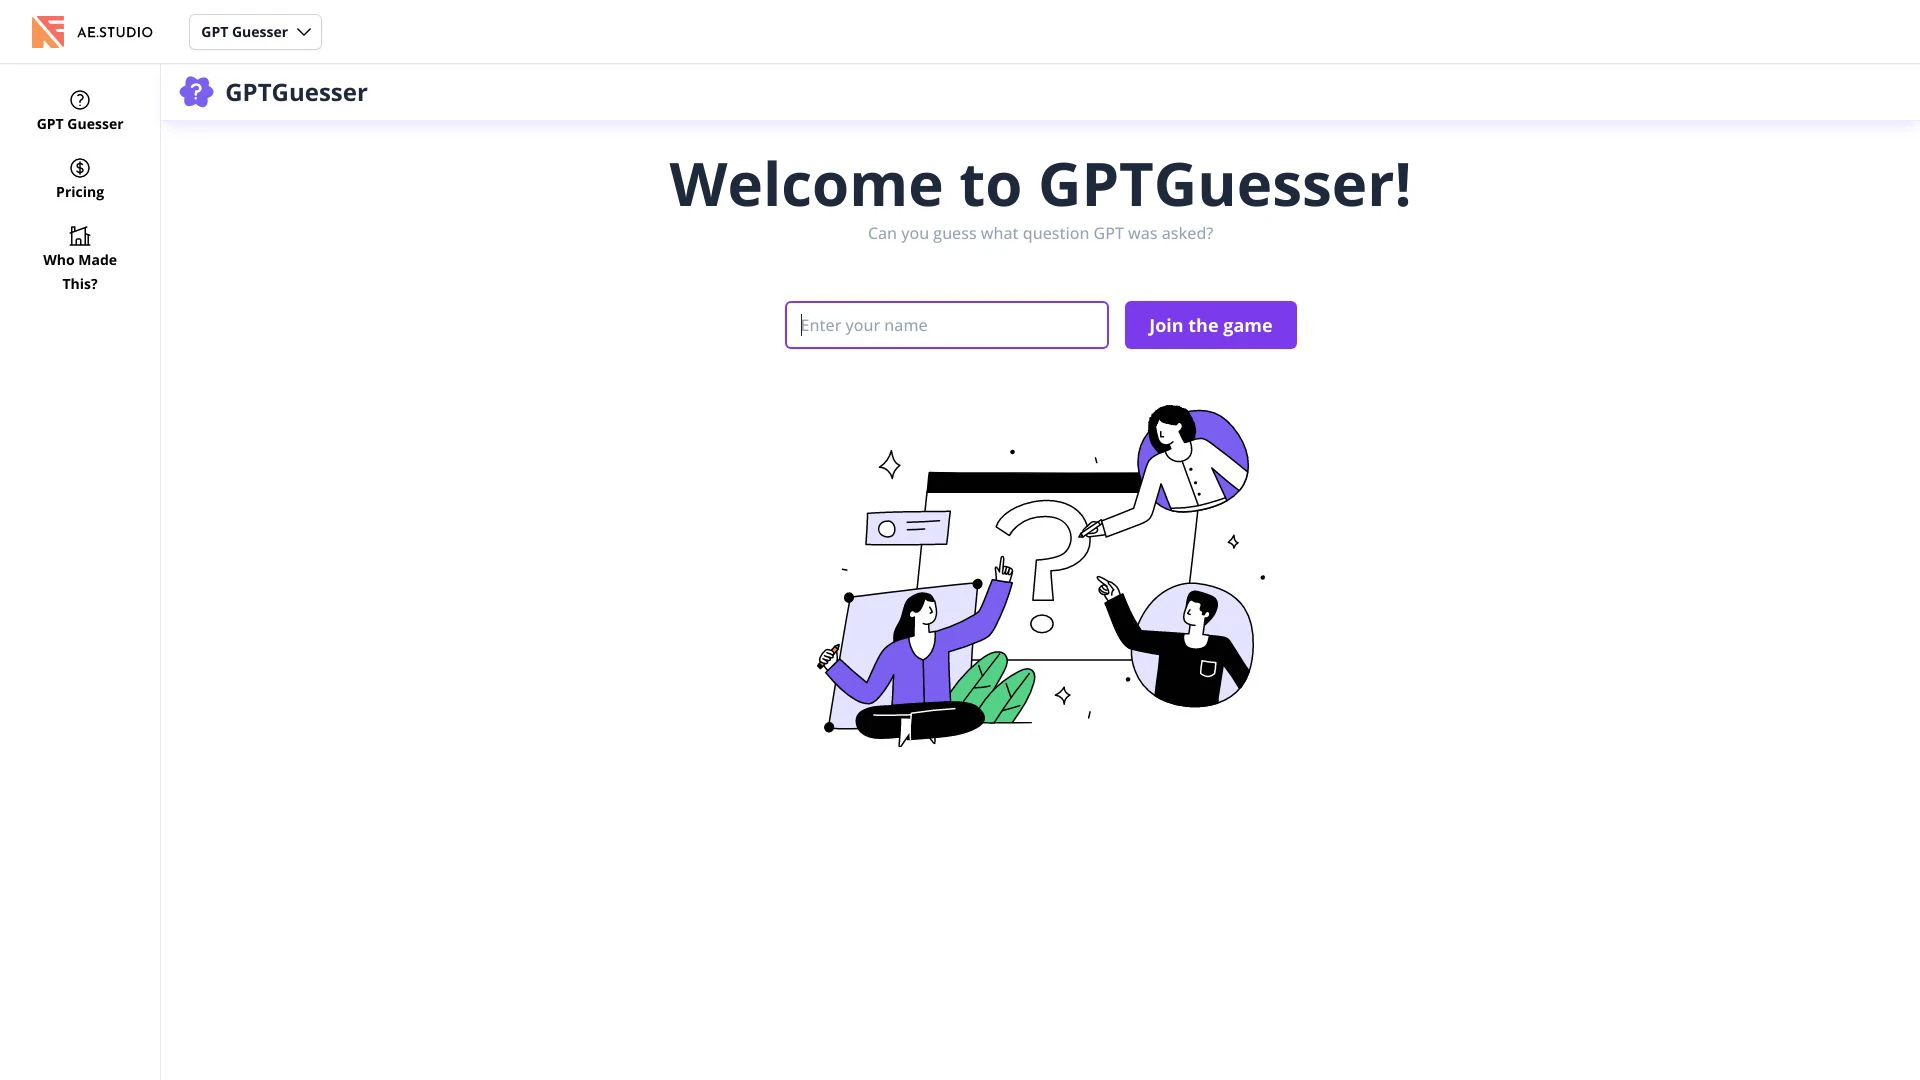 AE.STUDIO
GPT Guesser
GPT Guesser
Pricing
Who Made
This?
GPTGuesser
Welcome to GPTGuesser!
Can you guess what question GPT was asked?
Enter your name
Join the game